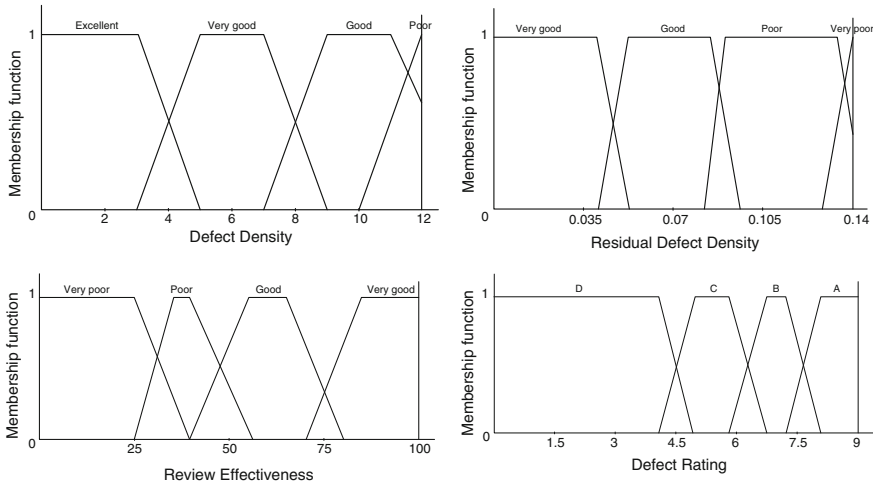 Excellent
Very good
Good
Poor
1
Membership function
0
2
4
6
8
10
12
Defect Density
Very good
Good
Poor
Very poor
1
Membership function
0
0.035
0.07
0.105
0.14
Residual Defect Density
Very poor
Poor
Good
Very good
1
Membership function
0
25
50
75
100
Review Effectiveness
D
C
B
A
1
Membership function
0
1.5
3
4.5
6
7.5
9
Defect Rating